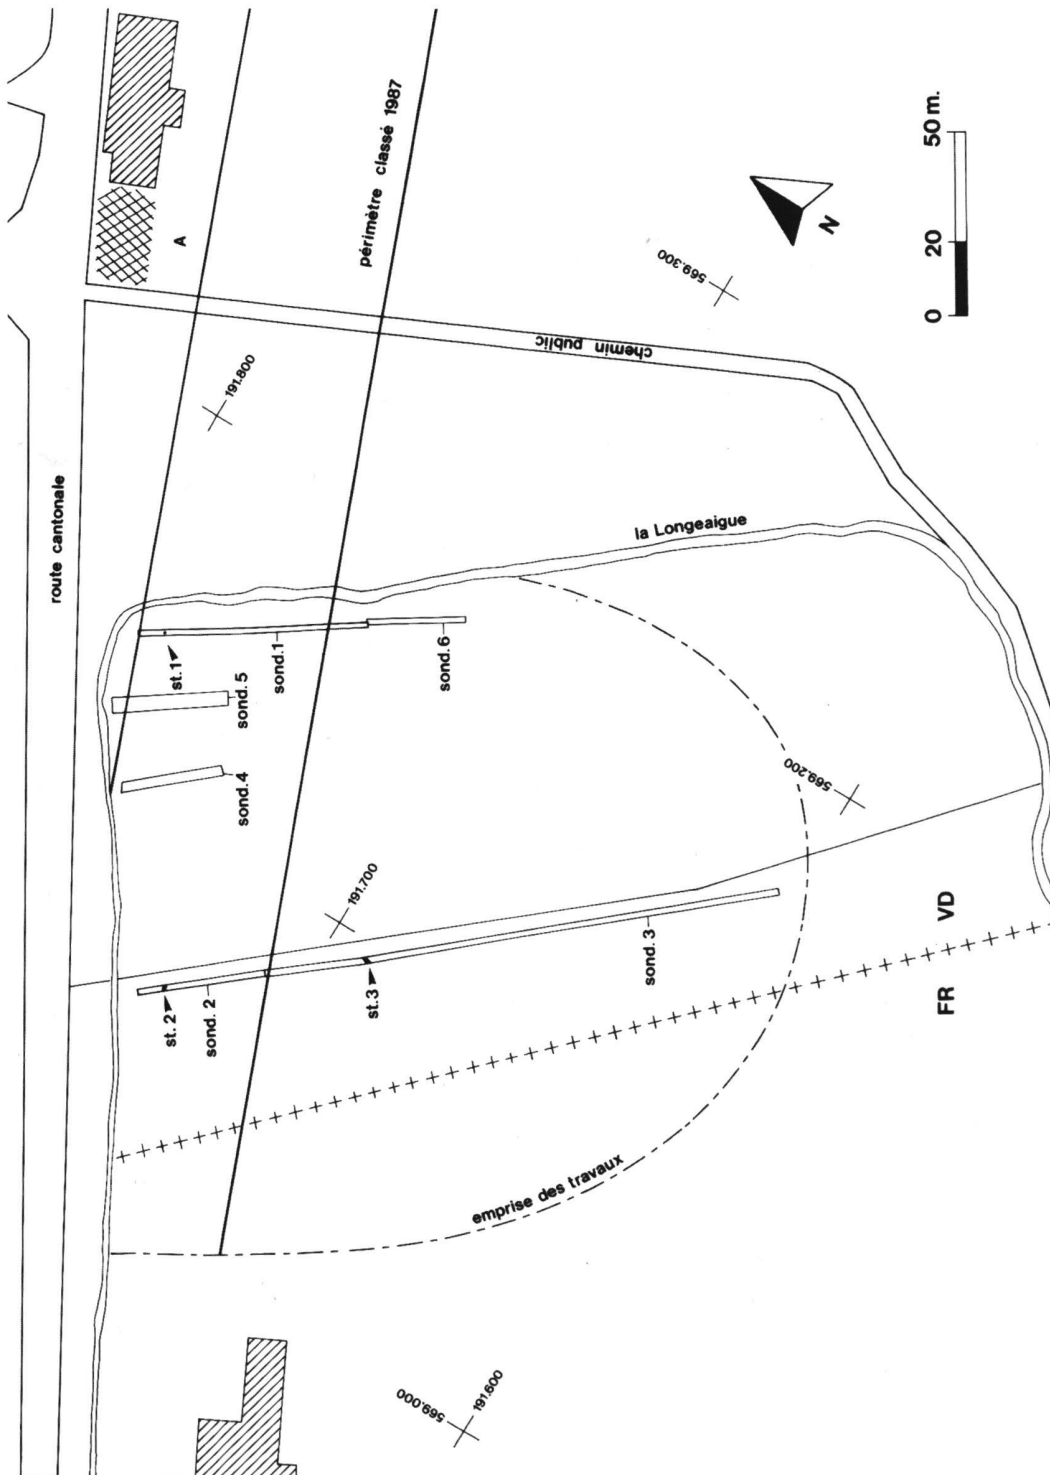 route cantonale
A
périmètre classé 1987
191.800
569.300
chemin public
N
0 20 50 m.
la Longeaigue
st. 1
sond. 1
sond. 6
sond. 5
sond. 4
569.200
191.700
st. 2
sond. 2
st. 3
sond. 3
FR VD
emprise des travaux
569.000
191.600